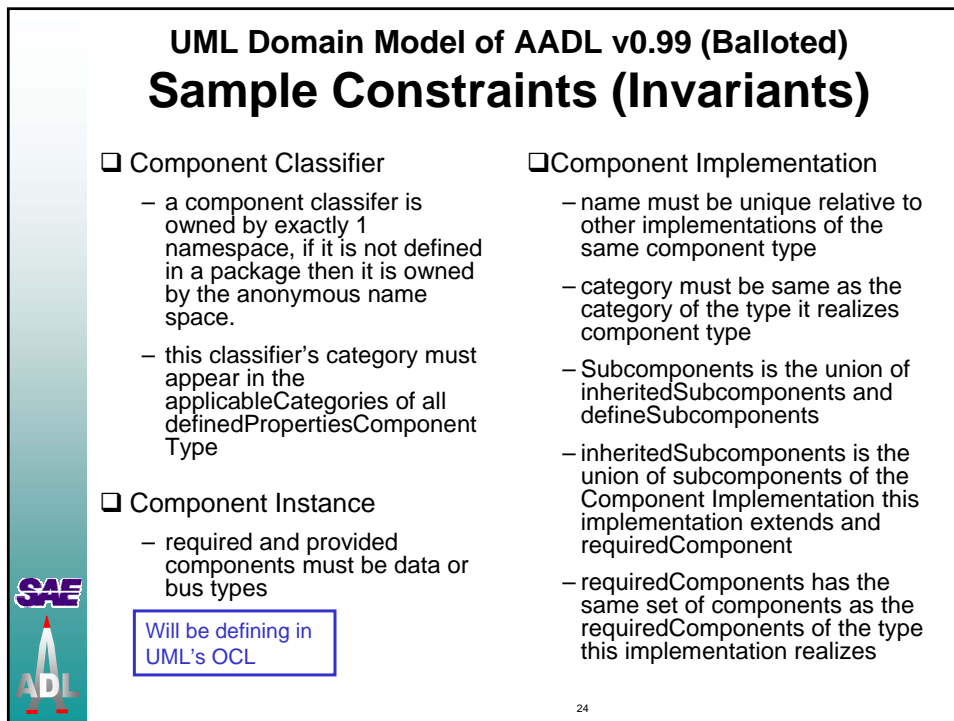 UML Domain Model of AADL v0.99 (Balloted)
Sample Constraints (Invariants)
❑ Component Classifier
– a component classifer is
owned by exactly 1
namespace, if it is not defined
in a package then it is owned
by the anonymous name
space.
– this classifier's category must
appear in the
applicableCategories of all
definedPropertiesComponent
Type
❑ Component Instance
– required and provided
components must be data or
bus types
Will be defining in
UML's OCL
❑Component Implementation
– name must be unique relative to
other implementations of the
same component type
– category must be same as the
category of the type it realizes
component type
– Subcomponents is the union of
inheritedSubcomponents and
defineSubcomponents
– inheritedSubcomponents is the
union of subcomponents of the
Component Implementation this
implementation extends and
requiredComponent
– requiredComponents has the
same set of components as the
requiredComponents of the type
this implementation realizes
SAE
ADL
24